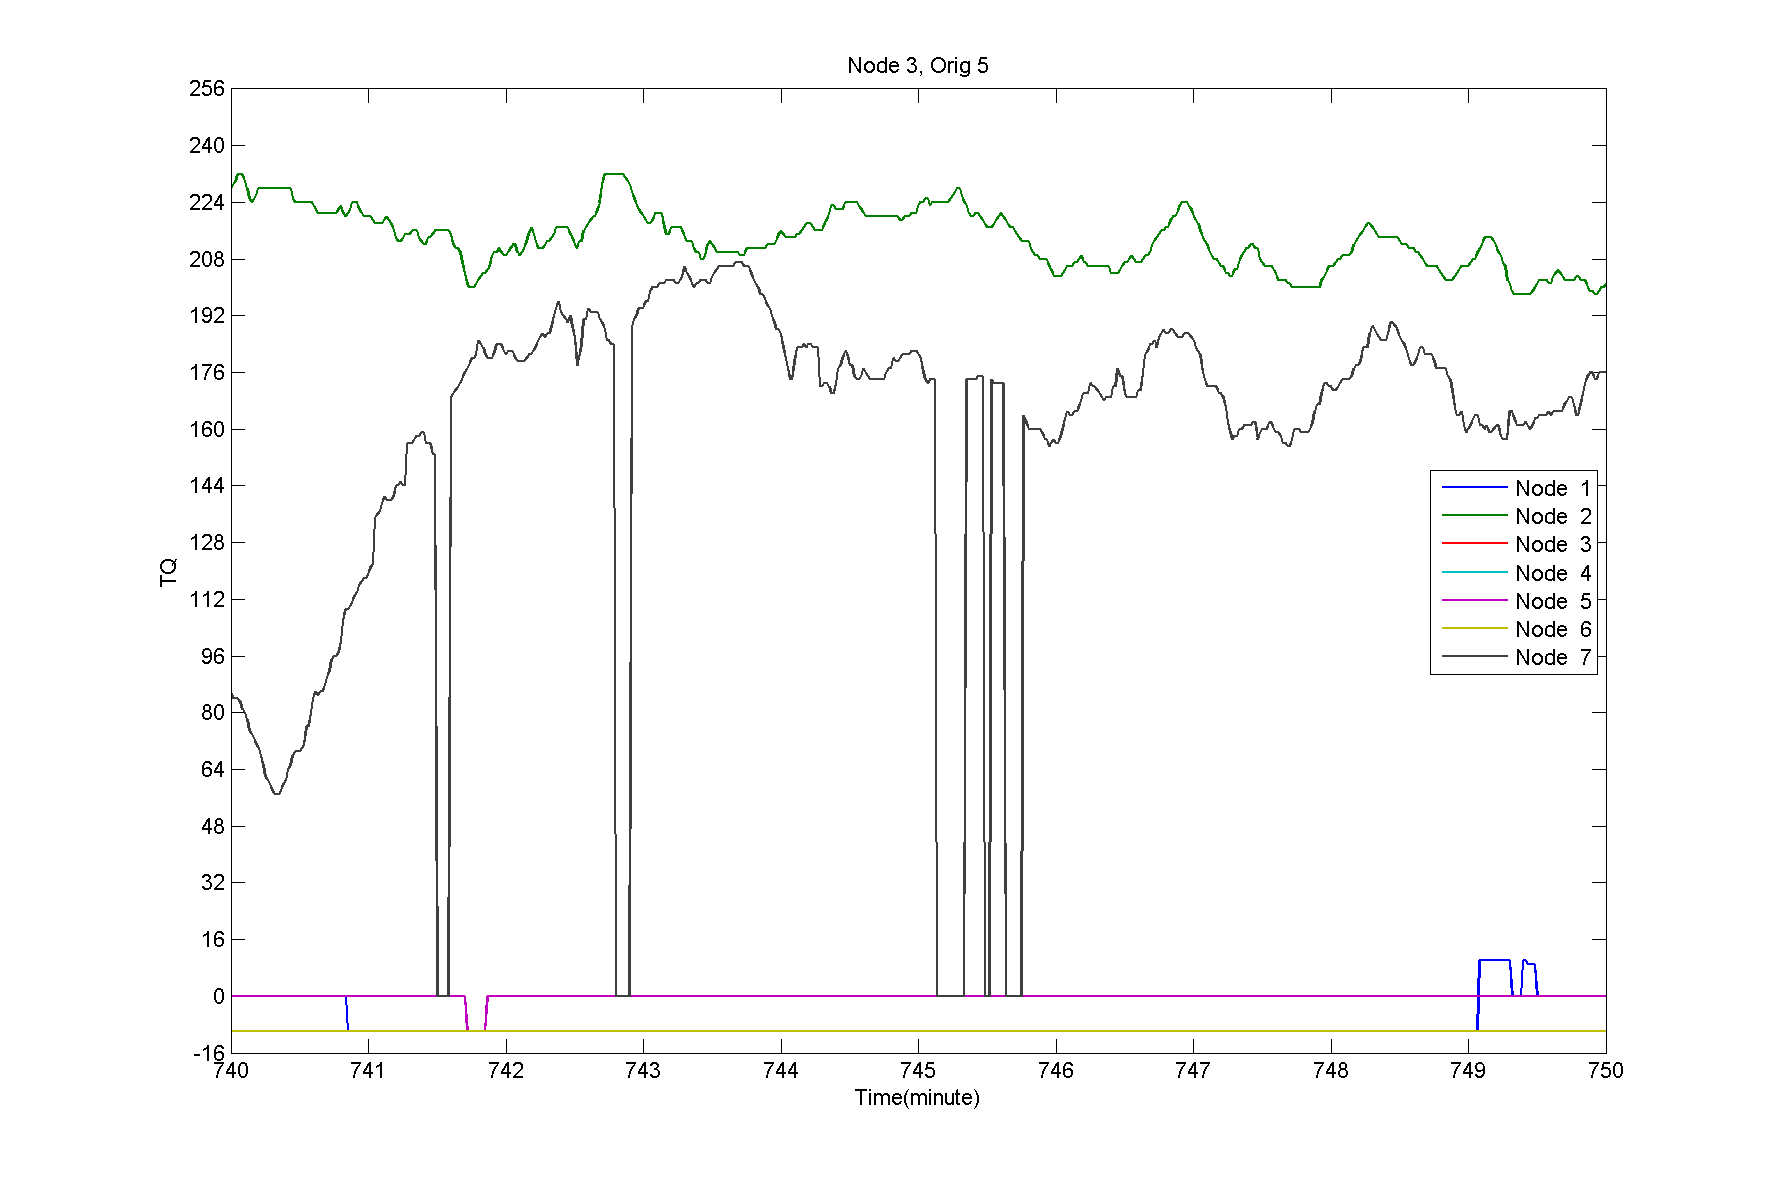 Node 3, Orig 5
256
240
224
208
192
176
160
144
128
112
96
80
64
48
32
16
0
-16
TQ
Node 1
Node 2
Node 3
Node 4
Node 5
Node 6
Node 7
740 741 742 743 744 745 746 747 748 749 750
Time(minute)